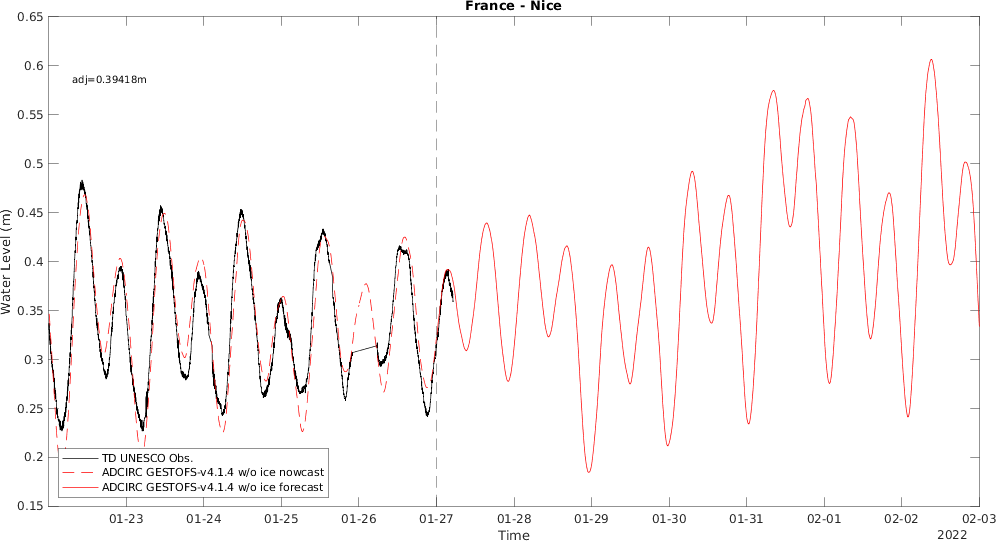 France - Nice
0.65
0.6
0.55
0.5
0.45
0.4
0.35
0.3
0.25
0.2
0.15
Water Level (m)
adj=0.39418m
TD UNESCO Obs.
ADCIRC GESTOFS-v4.1.4 w/o ice nowcast
ADCIRC GESTOFS-v4.1.4 w/o ice forecast
01-23 01-24 01-25 01-26 01-27 01-28 01-29 01-30 01-31 02-01 02-02 02-03
Time
2022